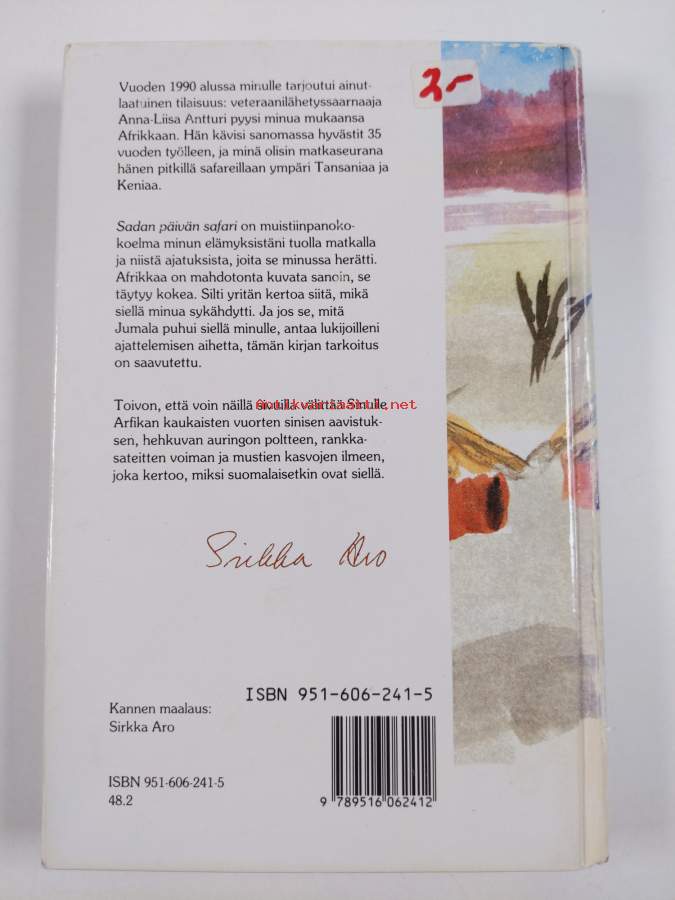 2-
Vuoden 1990 alussa minulle tarjoutui ainut-
laatuinen tilaisuus: veteraanilähetyssaarnaaja
Anna-Liisa Antturi pyysi minua mukaansa
Afrikkaan. Hän kävisi sanomassa hyvästit 35
vuoden työlleen, ja minä olisin matkaseurana
hänen pitkillä safareillaan ympäri Tansaniaa ja
Keniaa.
Sadan päivän safari on muistiinpanoko-
koelma minun elämyksistäni tuolla matkalla
ja niistä ajatuksista, joita se minussa herätti.
Afrikkaa on mahdotonta kuvata sanoin, se
täytyy kokea. Silti yritän kertoa siitä, mikä
siellä minua sykähdytti. Ja jos se, mitä
Jumala puhui siellä minulle, antaa lukijoilleni
ajattelemisen aihetta, tämän kirjan tarkoitus
on saavutettu.
Toivon, että voin näillä sivuilla välittää Sinulle
Arfikan kaukaisten vuorten sinisen aavistuk-
sen, hehkuvan auringon poltteen, rankka-
sateitten voiman ja mustien kasvojen ilmeen,
joka kertoo, miksi suomalaisetkin ovat siellä.
Sirkka Aro
ISBN 951-606-241-5
Kannen maalaus:
Sirkka Aro
ISBN 951-606-241-5
48.2
9 789516 062412